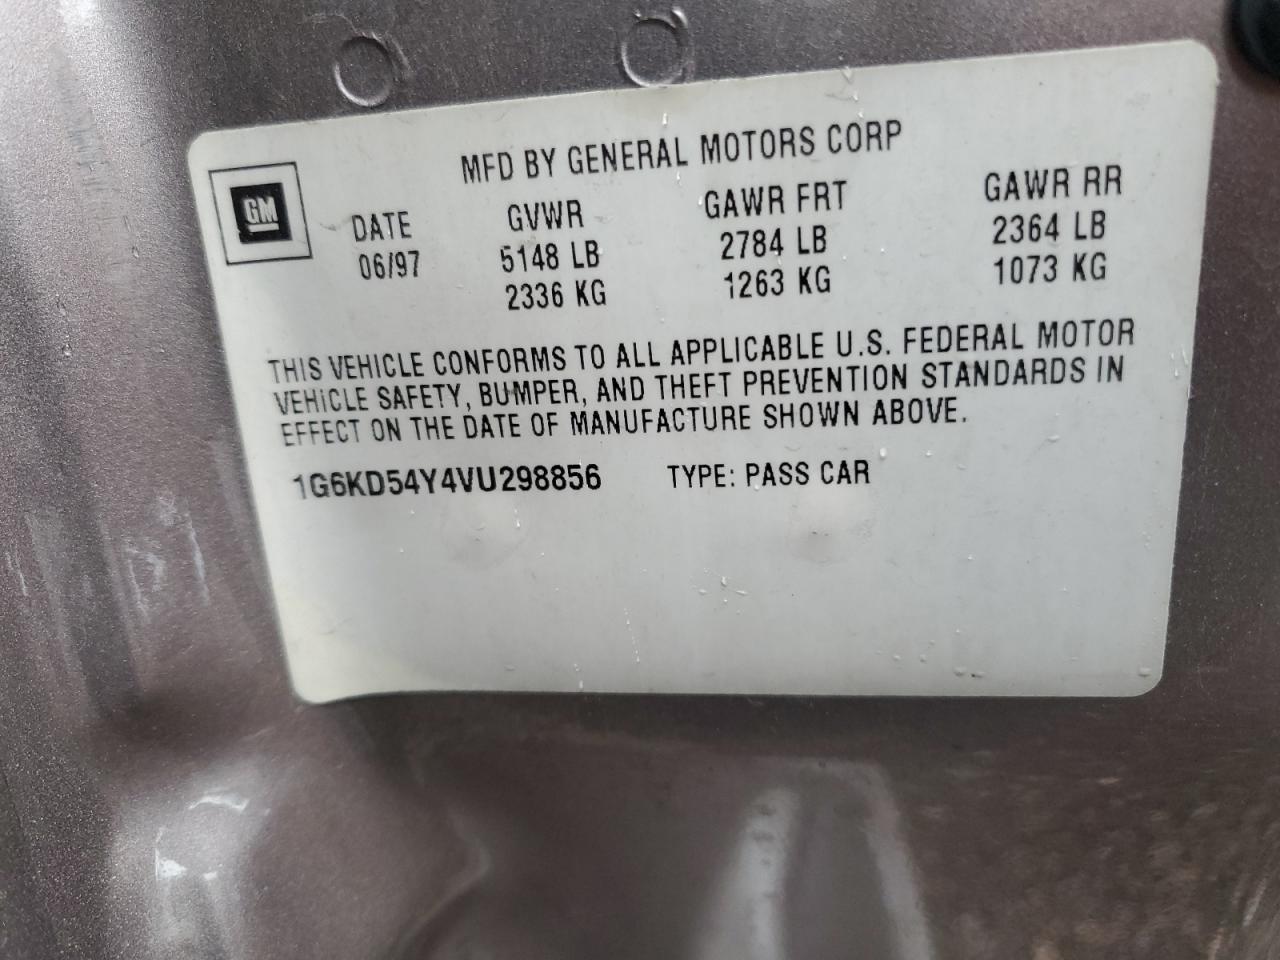 MFD BY GENERAL MOTORS CORP
GM
DATE GVWR GAWR FRT GAWR RR
06/97 5148 LB 2784 LB 2364 LB
2336 KG 1263 KG 1073 KG
THIS VEHICLE CONFORMS TO ALL APPLICABLE U.S. FEDERAL MOTOR
VEHICLE SAFETY, BUMPER, AND THEFT PREVENTION STANDARDS IN
EFFECT ON THE DATE OF MANUFACTURE SHOWN ABOVE.
1G6KD54Y4VU298856 TYPE: PASS CAR